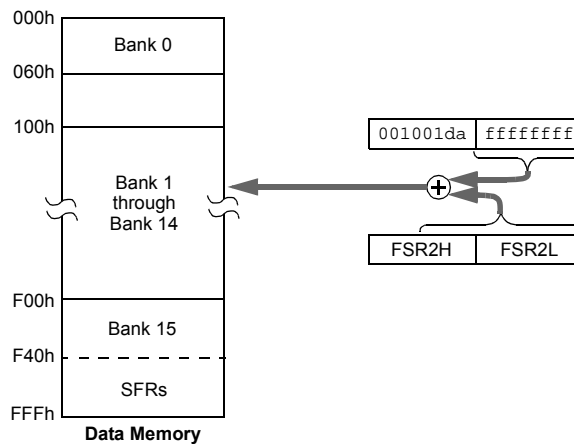 000h
Bank 0
060h
100h
001001da ffffffff
Bank 1
through
Bank 14
+
FSR2H FSR2L
F00h
Bank 15
F40h
SFRs
FFFh
Data Memory